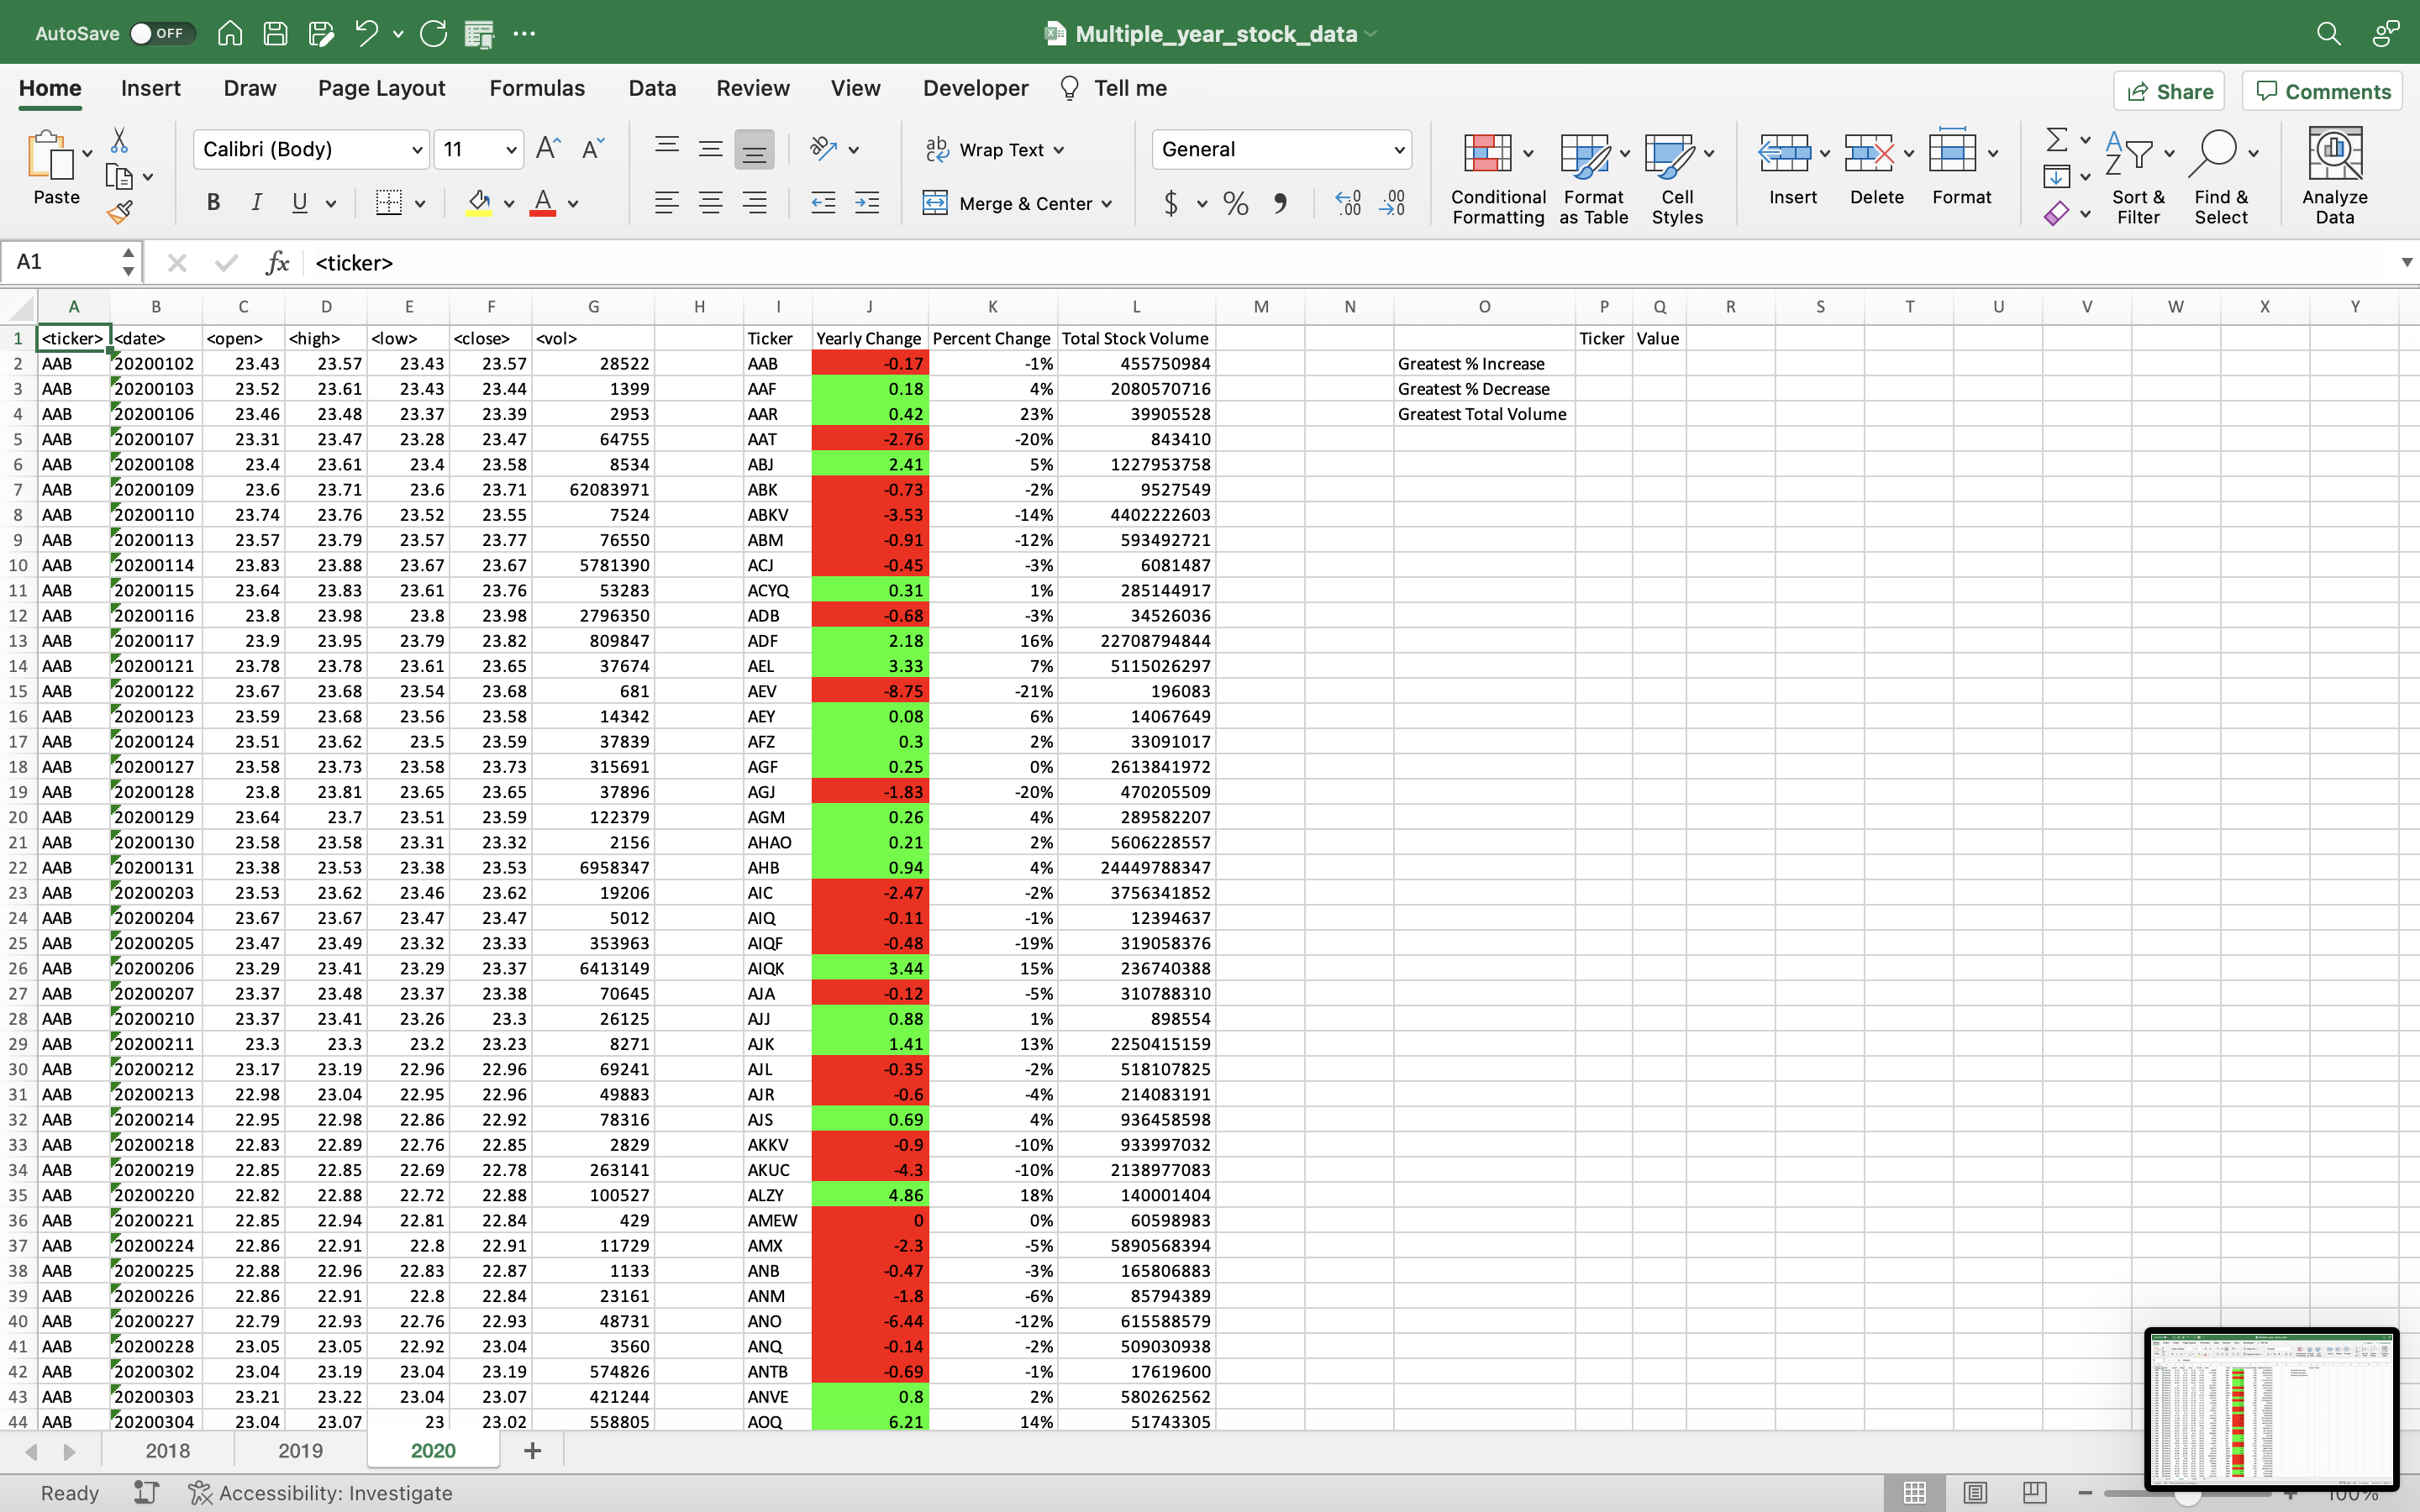 AutoSave OFF Multiple_year_stock_data
Home Insert Draw Page Layout Formulas Data Review View Developer Tell me Share Comments
Paste Calibri (Body) 11 Wrap Text General Conditional Formatting Format as Table Cell Styles Insert Delete Format Sort & Filter Find & Select Analyze Data
B I U Merge & Center $ %
A1 fx <ticker>
A B C D E F G H I J K L M N O P Q R S T U V W X Y
1 <ticker> <date> <open> <high> <low> <close> <vol> Ticker Yearly Change Percent Change Total Stock Volume Ticker Value
2 AAB 20200102 23.43 23.57 23.43 23.57 28522 AAB -0.17 -1% 455750984 Greatest % Increase
3 AAB 20200103 23.52 23.61 23.43 23.44 1399 AAF 0.18 4% 2080570716 Greatest % Decrease
4 AAB 20200106 23.46 23.48 23.37 23.39 2953 AAR 0.42 23% 39905528 Greatest Total Volume
5 AAB 20200107 23.31 23.47 23.28 23.47 64755 AAT -2.76 -20% 843410
6 AAB 20200108 23.4 23.61 23.4 23.58 8534 ABJ 2.41 5% 1227953758
7 AAB 20200109 23.6 23.71 23.6 23.71 62083971 ABK -0.73 -2% 9527549
8 AAB 20200110 23.74 23.76 23.52 23.55 7524 ABKV -3.53 -14% 4402222603
9 AAB 20200113 23.57 23.79 23.57 23.77 76550 ABM -0.91 -12% 593492721
10 AAB 20200114 23.83 23.88 23.67 23.67 5781390 ACJ -0.45 -3% 6081487
11 AAB 20200115 23.64 23.83 23.61 23.76 53283 ACYQ 0.31 1% 285144917
12 AAB 20200116 23.8 23.98 23.8 23.98 2796350 ADB -0.68 -3% 34526036
13 AAB 20200117 23.9 23.95 23.79 23.82 809847 ADF 2.18 16% 22708794844
14 AAB 20200121 23.78 23.78 23.61 23.65 37674 AEL 3.33 7% 5115026297
15 AAB 20200122 23.67 23.68 23.54 23.68 681 AEV -8.75 -21% 196083
16 AAB 20200123 23.59 23.68 23.56 23.58 14342 AEY 0.08 6% 14067649
17 AAB 20200124 23.51 23.62 23.5 23.59 37839 AFZ 0.3 2% 33091017
18 AAB 20200127 23.58 23.73 23.58 23.73 315691 AGF 0.25 0% 2613841972
19 AAB 20200128 23.8 23.81 23.65 23.65 37896 AGJ -1.83 -20% 470205509
20 AAB 20200129 23.64 23.7 23.51 23.59 122379 AGM 0.26 4% 289582207
21 AAB 20200130 23.58 23.58 23.31 23.32 2156 AHAO 0.21 2% 5606228557
22 AAB 20200131 23.38 23.53 23.38 23.53 6958347 AHB 0.94 4% 24449788347
23 AAB 20200203 23.53 23.62 23.46 23.62 19206 AIC -2.47 -2% 3756341852
24 AAB 20200204 23.67 23.67 23.47 23.47 5012 AIQ -0.11 -1% 12394637
25 AAB 20200205 23.47 23.49 23.32 23.33 353963 AIQF -0.48 -19% 319058376
26 AAB 20200206 23.29 23.41 23.29 23.37 6413149 AIQK 3.44 15% 236740388
27 AAB 20200207 23.37 23.48 23.37 23.38 70645 AJA -0.12 -5% 310788310
28 AAB 20200210 23.37 23.41 23.26 23.3 26125 AJJ 0.88 1% 898554
29 AAB 20200211 23.3 23.3 23.2 23.23 8271 AJK 1.41 13% 2250415159
30 AAB 20200212 23.17 23.19 22.96 22.96 69241 AJL -0.35 -2% 518107825
31 AAB 20200213 22.98 23.04 22.95 22.96 49883 AJR -0.6 -4% 214083191
32 AAB 20200214 22.95 22.98 22.86 22.92 78316 AJS 0.69 4% 936458598
33 AAB 20200218 22.83 22.89 22.76 22.85 2829 AKKV -0.9 -10% 933997032
34 AAB 20200219 22.85 22.85 22.69 22.78 263141 AKUC -4.3 -10% 2138977083
35 AAB 20200220 22.82 22.88 22.72 22.88 100527 ALZY 4.86 18% 140001404
36 AAB 20200221 22.85 22.94 22.81 22.84 429 AMEW 0 0% 60598983
37 AAB 20200224 22.86 22.91 22.8 22.91 11729 AMX -2.3 -5% 5890568394
38 AAB 20200225 22.88 22.96 22.83 22.87 1133 ANB -0.47 -3% 165806883
39 AAB 20200226 22.86 22.91 22.8 22.84 23161 ANM -1.8 -6% 85794389
40 AAB 20200227 22.79 22.93 22.76 22.93 48731 ANO -6.44 -12% 615588579
41 AAB 20200228 23.05 23.05 22.92 23.04 3560 ANQ -0.14 -2% 509030938
42 AAB 20200302 23.04 23.19 23.04 23.19 574826 ANTB -0.69 -1% 17619600
43 AAB 20200303 23.21 23.22 23.04 23.07 421244 ANVE 0.8 2% 580262562
44 AAB 20200304 23.04 23.07 23 23.02 558805 AOQ 6.21 14% 51743305
2018 2019 2020 +
Ready Accessibility: Investigate 100%